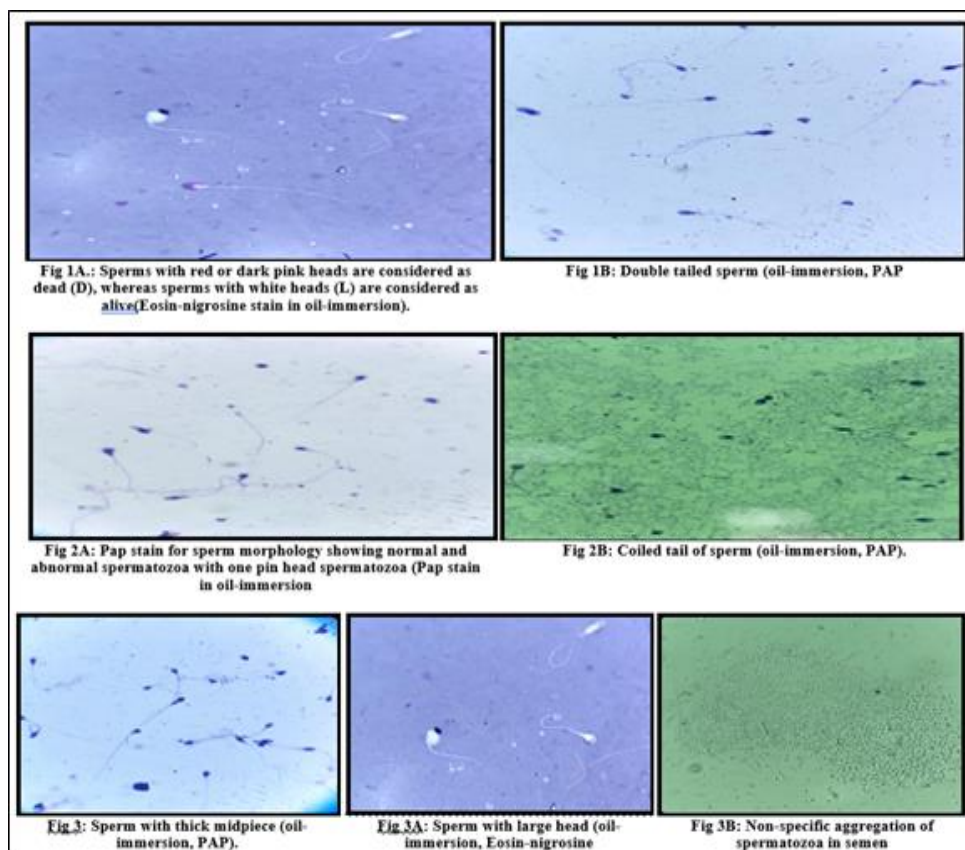 Fig 1A.: Sperms with red or dark pink heads are considered as
dead (D), whereas sperms with white heads (L) are considered as
alive(Eosin-nigrosine stain in oil-immersion).
Fig 1B: Double tailed sperm (oil-immersion, PAP
Fig 2A: Pap stain for sperm morphology showing normal and
abnormal spermatozoa with one pin head spermatozoa (Pap stain
in oil-immersion
Fig 2B: Coiled tail of sperm (oil-immersion, PAP).
Fig 3: Sperm with thick midpiece (oil-
immersion, PAP).
Fig 3A: Sperm with large head (oil-
immersion, Eosin-nigrosine
Fig 3B: Non-specific aggregation of
spermatozoa in semen